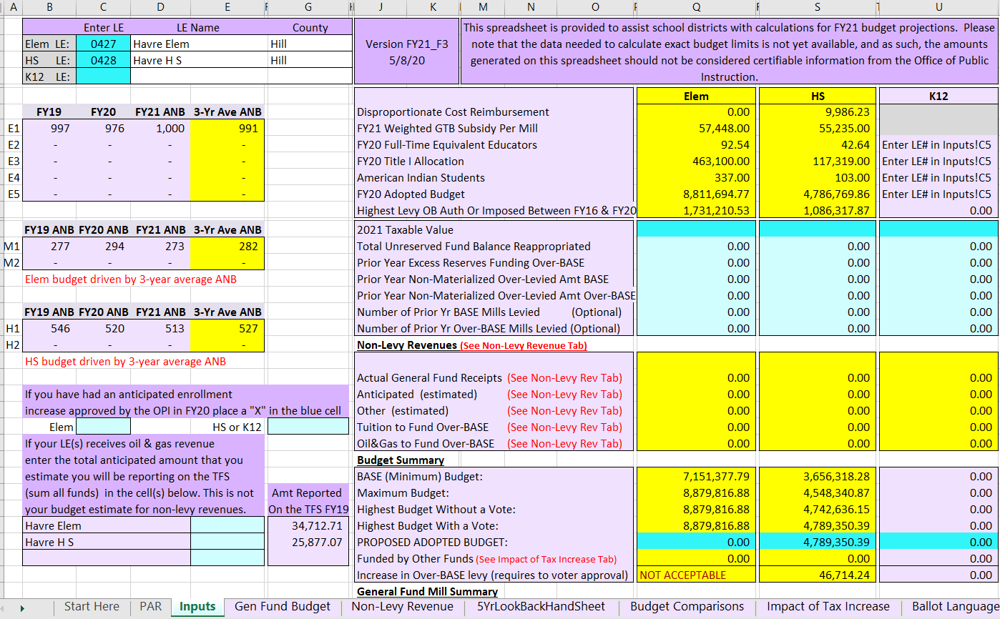 A B C D E F G H J K L M N O P Q R S T U
Enter LE LE Name County
Elem LE: 0427 Havre Elem Hill
HS LE: 0428 Havre H S Hill
K12 LE:
Version FY21_F3
5/8/20
This spreadsheet is provided to assist school districts with calculations for FY21 budget projections. Please
note that the data needed to calculate exact budget limits is not yet available, and as such, the amounts
generated on this spreadsheet should not be considered certifiable information from the Office of Public
Instruction.
FY19 FY20 FY21 ANB 3-Yr Ave ANB
E1 997 976 1,000 991
E2 - - - -
E3 - - - -
E4 - - - -
E5 - - - -
FY19 ANB FY20 ANB FY21 ANB 3-Yr Ave ANB
M1 277 294 273 282
M2 - - - -
Elem budget driven by 3-year average ANB
FY19 ANB FY20 ANB FY21 ANB 3-Yr Ave ANB
H1 546 520 513 527
H2 - - - -
HS budget driven by 3-year average ANB
If you have had an anticipated enrollment
increase approved by the OPI in FY20 place a "X" in the blue cell
Elem HS or K12
If your LE(s) receives oil & gas revenue
enter the total anticipated amount that you
estimate you will be reporting on the TFS
(sum all funds) in the cell(s) below. This is not
your budget estimate for non-levy revenues.
Amt Reported
On the TFS FY19
Havre Elem 34,712.71
Havre H S 25,877.07
Elem HS K12
Disproportionate Cost Reimbursement 0.00 9,986.23
FY21 Weighted GTB Subsidy Per Mill 57,448.00 55,235.00
FY20 Full-Time Equivalent Educators 92.54 42.64 Enter LE# in Inputs!C5
FY20 Title I Allocation 463,100.00 117,319.00 Enter LE# in Inputs!C5
American Indian Students 337.00 103.00 Enter LE# in Inputs!C5
FY20 Adopted Budget 8,811,694.77 4,786,769.86 Enter LE# in Inputs!C5
Highest Levy OB Auth Or Imposed Between FY16 & FY20 1,731,210.53 1,086,317.87 0.00
2021 Taxable Value
Total Unreserved Fund Balance Reappropriated 0.00 0.00 0.00
Prior Year Excess Reserves Funding Over-BASE 0.00 0.00 0.00
Prior Year Non-Materialized Over-Levied Amt BASE 0.00 0.00 0.00
Prior Year Non-Materialized Over-Levied Amt Over-BASE 0.00 0.00 0.00
Number of Prior Yr BASE Mills Levied (Optional) 0.00 0.00 0.00
Number of Prior Yr Over-BASE Mills Levied (Optional) 0.00 0.00 0.00
Non-Levy Revenues (See Non-Levy Revenue Tab)
Actual General Fund Receipts (See Non-Levy Rev Tab) 0.00 0.00 0.00
Anticipated (estimated) (See Non-Levy Rev Tab) 0.00 0.00 0.00
Other (estimated) (See Non-Levy Rev Tab) 0.00 0.00 0.00
Tuition to Fund Over-BASE (See Non-Levy Rev Tab) 0.00 0.00 0.00
Oil&Gas to Fund Over-BASE (See Non-Levy Rev Tab) 0.00 0.00 0.00
Budget Summary
BASE (Minimum) Budget: 7,151,377.79 3,656,318.28 0.00
Maximum Budget: 8,879,816.88 4,548,340.87 0.00
Highest Budget Without a Vote: 8,879,816.88 4,742,636.15 0.00
Highest Budget With a Vote: 8,879,816.88 4,789,350.39 0.00
PROPOSED ADOPTED BUDGET: 0.00 4,789,350.39 0.00
Funded by Other Funds (See Impact of Tax Increase Tab) 0.00 0.00 0.00
Increase in Over-BASE levy (requires to voter approval) NOT ACCEPTABLE 46,714.24 0.00
General Fund Mill Summary
Start Here PAR Inputs Gen Fund Budget Non-Levy Revenue 5YrLookBackHandSheet Budget Comparisons Impact of Tax Increase Ballot Language